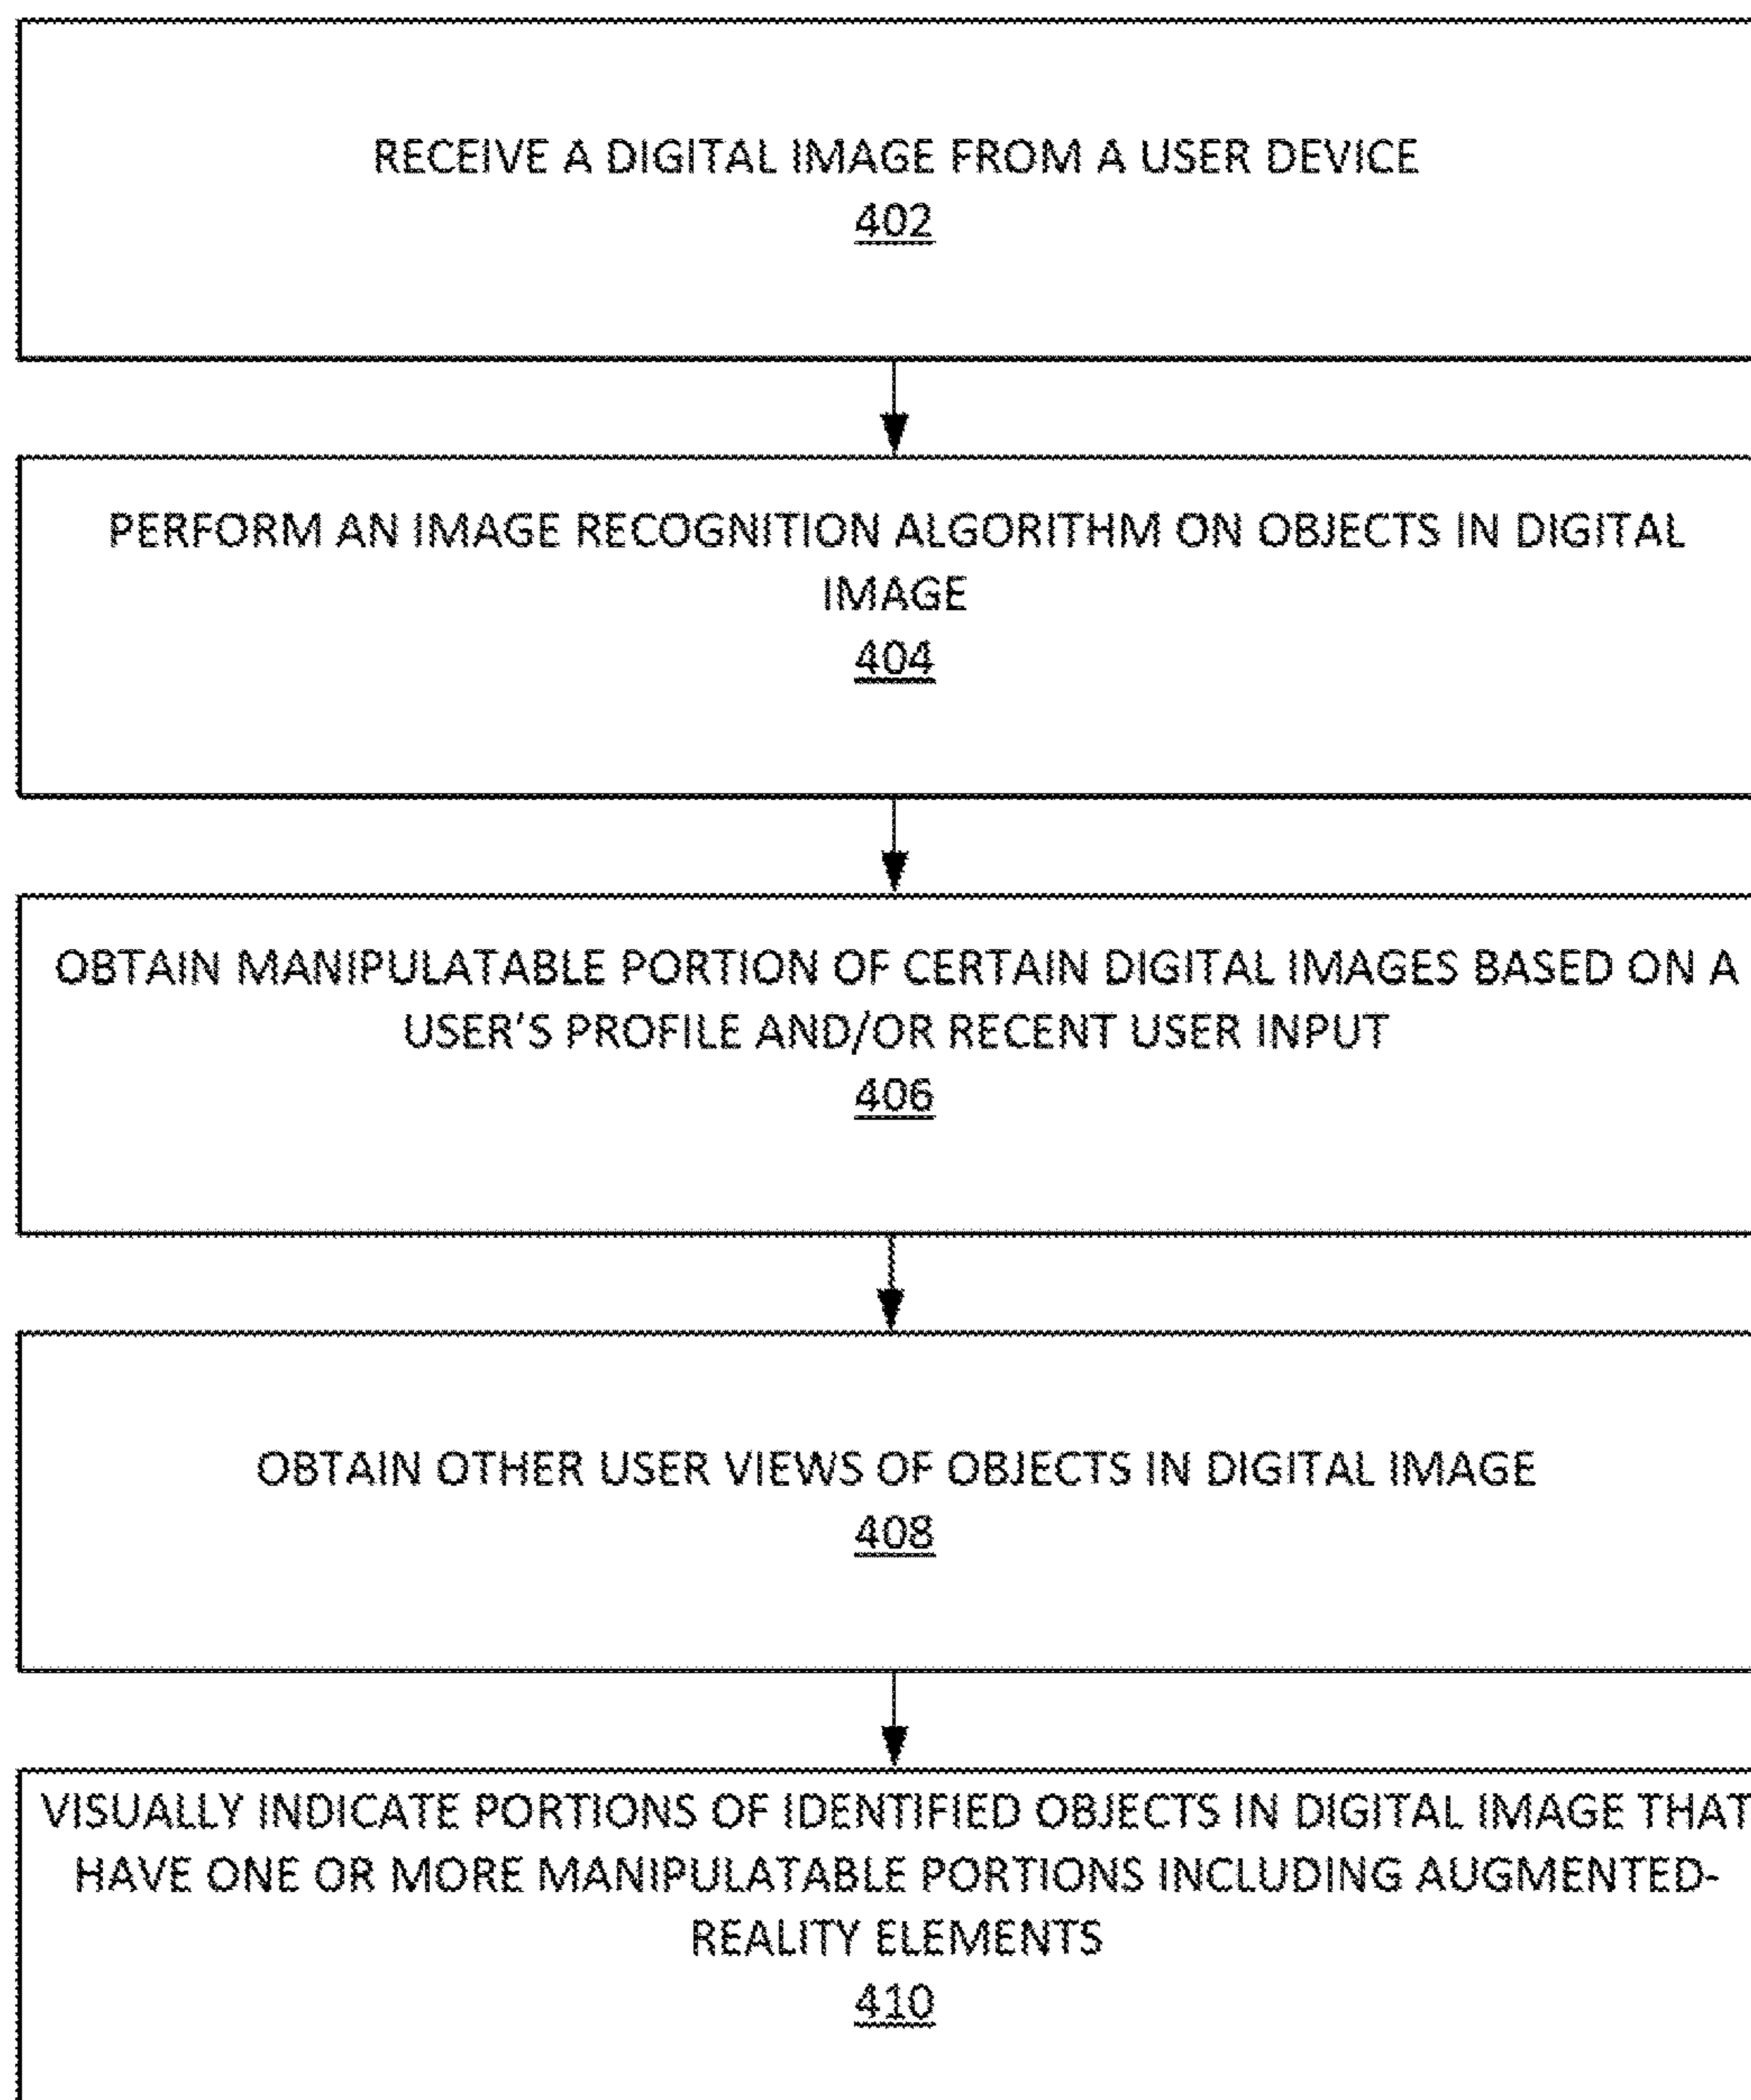 RECEIVE A DIGITAL IMAGE FROM A USER DEVICE
402
PERFORM AN IMAGE RECOGNITION ALGORITHM ON OBJECTS IN DIGITAL
IMAGE
404
OBTAIN MANIPULATABLE PORTION OF CERTAIN DIGITAL IMAGES BASED ON A
USER'S PROFILE AND/OR RECENT USER INPUT
406
OBTAIN OTHER USER VIEWS OF OBJECTS IN DIGITAL IMAGE
408
VISUALLY INDICATE PORTIONS OF IDENTIFIED OBJECTS IN DIGITAL IMAGE THAT
HAVE ONE OR MORE MANIPULATABLE PORTIONS INCLUDING AUGMENTED-
REALITY ELEMENTS
410